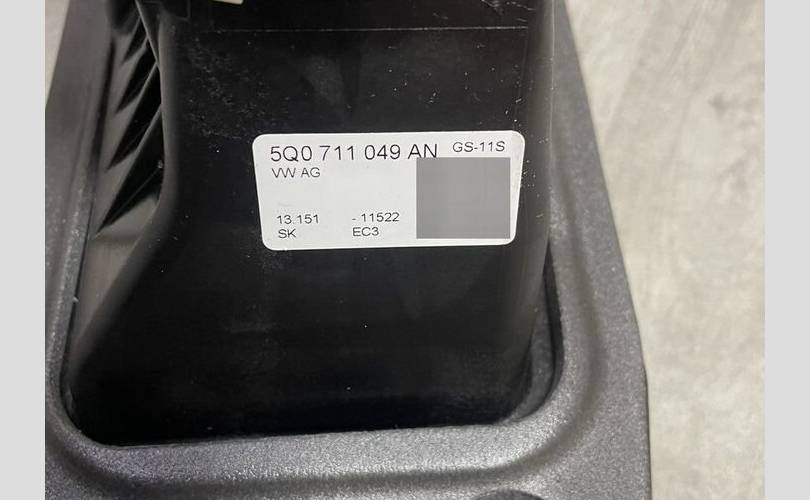 5Q0 711 049 AN GS-11S
VW AG
13.151 - 11522
SK EC3